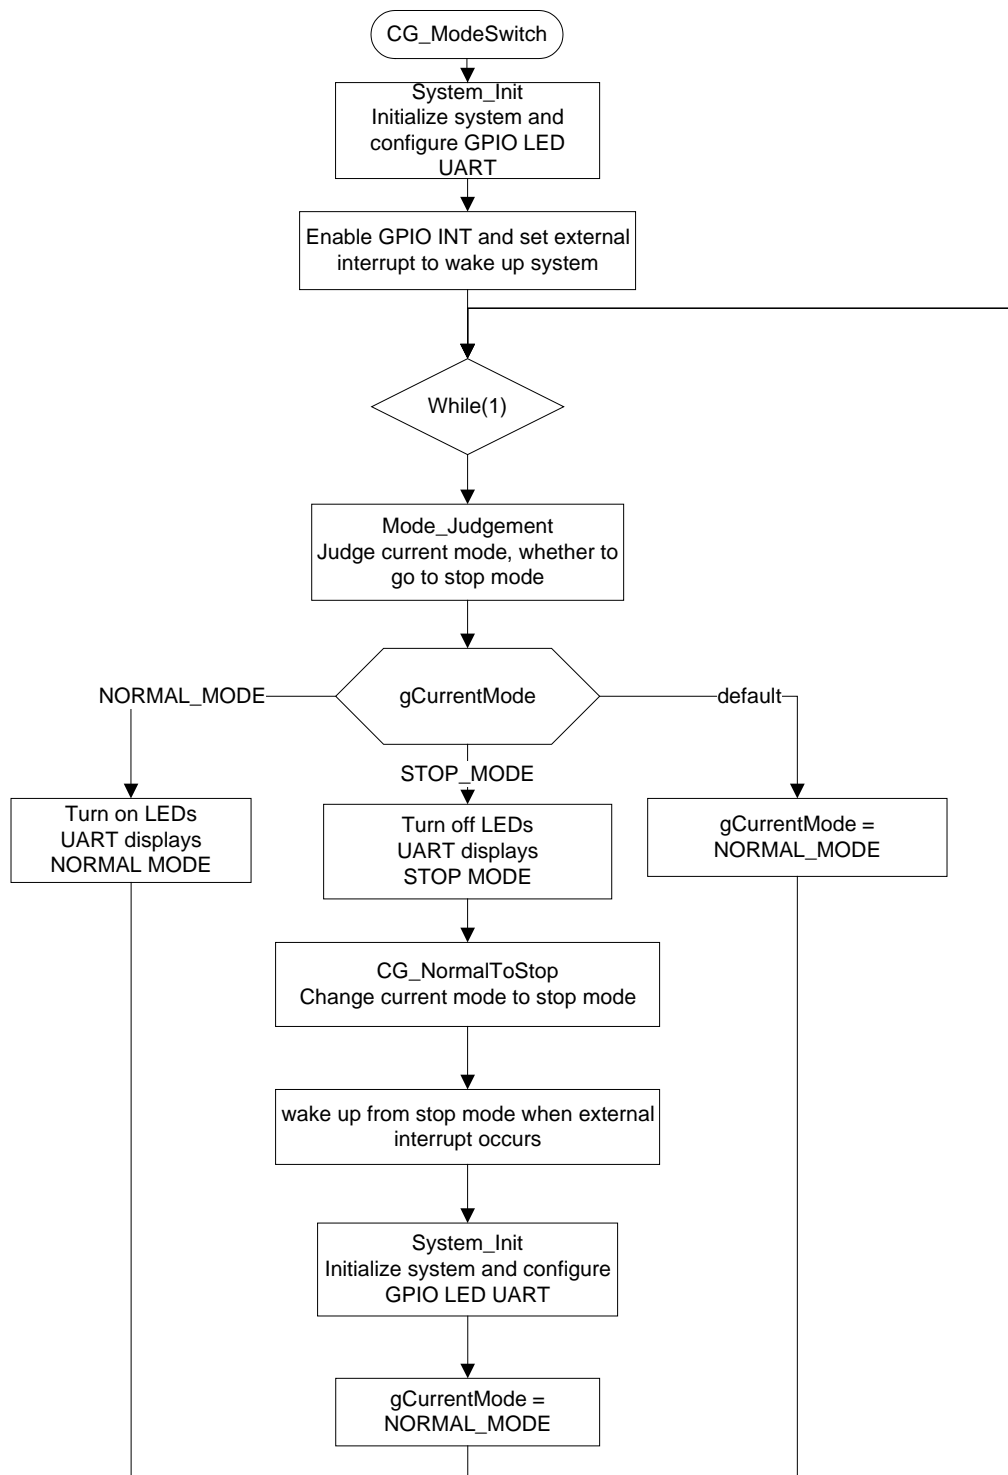 CG_ModeSwitch
System_Init
Initialize system and
configure GPIO LED
UART
Enable GPIO INT and set external
interrupt to wake up system
While(1)
Mode_Judgement
Judge current mode, whether to
go to stop mode
gCurrentMode
NORMAL_MODE
default
STOP_MODE
Turn on LEDs
UART displays
NORMAL MODE
Turn off LEDs
UART displays
STOP MODE
gCurrentMode =
NORMAL_MODE
CG_NormalToStop
Change current mode to stop mode
wake up from stop mode when external
interrupt occurs
System_Init
Initialize system and configure
GPIO LED UART
gCurrentMode =
NORMAL_MODE